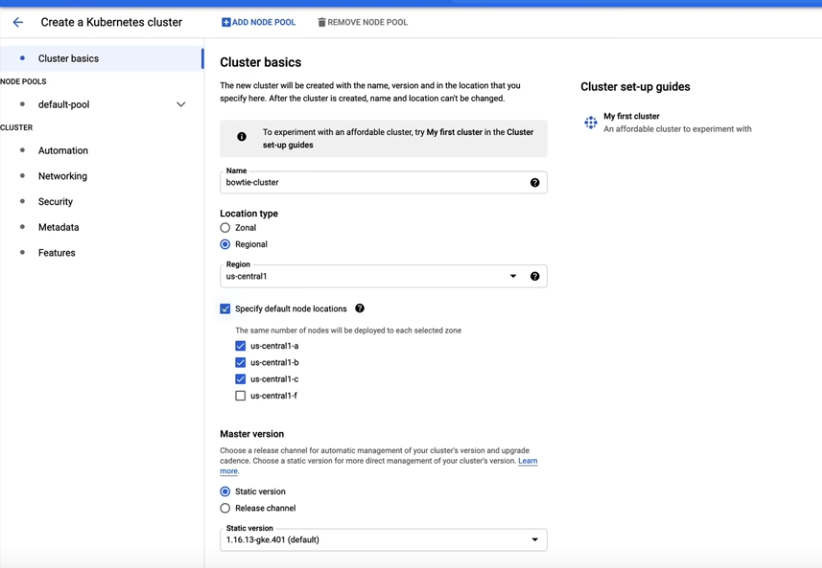 Create a Kubernetes cluster
ADD NODE POOL
REMOVE NODE POOL
Cluster basics
NODE POOLS
default-pool
CLUSTER
Automation
Networking
Security
Metadata
Features
Cluster basics
The new cluster will be created with the name, version and in the location that you
specify here. After the cluster is created, name and location can't be changed.
To experiment with an affordable cluster, try My first cluster in the Cluster
set-up guides
Name
bowtie-cluster
Location type
Zonal
Regional
Region
us-central1
Specify default node locations
The same number of nodes will be deployed to each selected zone
us-central1-a
us-central1-b
us-central1-c
us-central1-f
Master version
Choose a release channel for automatic management of your cluster's version and upgrade
cadence. Choose a static version for more direct management of your cluster's version. Learn
more.
Static version
Release channel
Static version
1.16.13-gke.401 (default)
Cluster set-up guides
My first cluster
An affordable cluster to experiment with